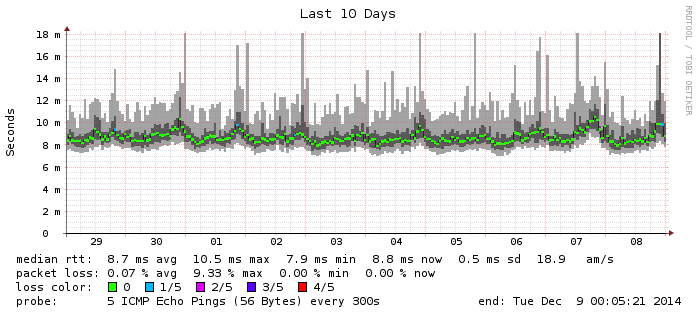 Last 10 Days
RRDTOOL / TOBI OETIKER
Seconds
18 m
16 m
14 m
12 m
10 m
8 m
6 m
4 m
2 m
0
29 30 01 02 03 04 05 06 07 08
median rtt: 8.7 ms avg 10.5 ms max 7.9 ms min 8.8 ms now 0.5 ms sd 18.9 am/s
packet loss: 0.07 % avg 9.33 % max 0.00 % min 0.00 % now
loss color: 0 1/5 2/5 3/5 4/5
probe: 5 ICMP Echo Pings (56 Bytes) every 300s end: Tue Dec 9 00:05:21 2014